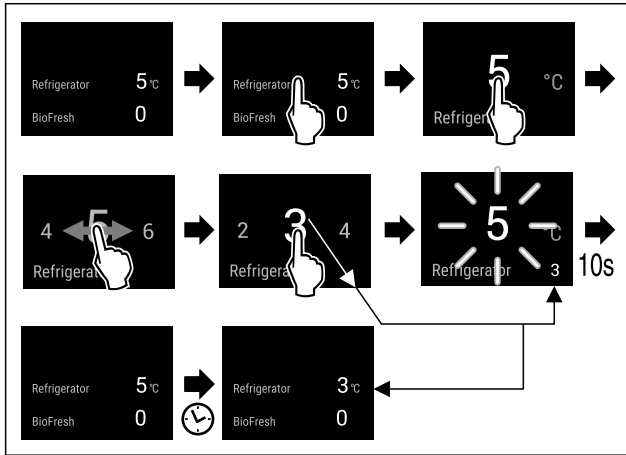 Refrigerator 5 °C
BioFresh 0
Refrigerator 5 °C
BioFresh 0
5 °C
Refriger
4 5 6
Refrigerat
2 3 4
Refrigera
5 °C
Refrigerator 3
10s
Refrigerator 5 °C
BioFresh 0
Refrigerator 3 °C
BioFresh 0